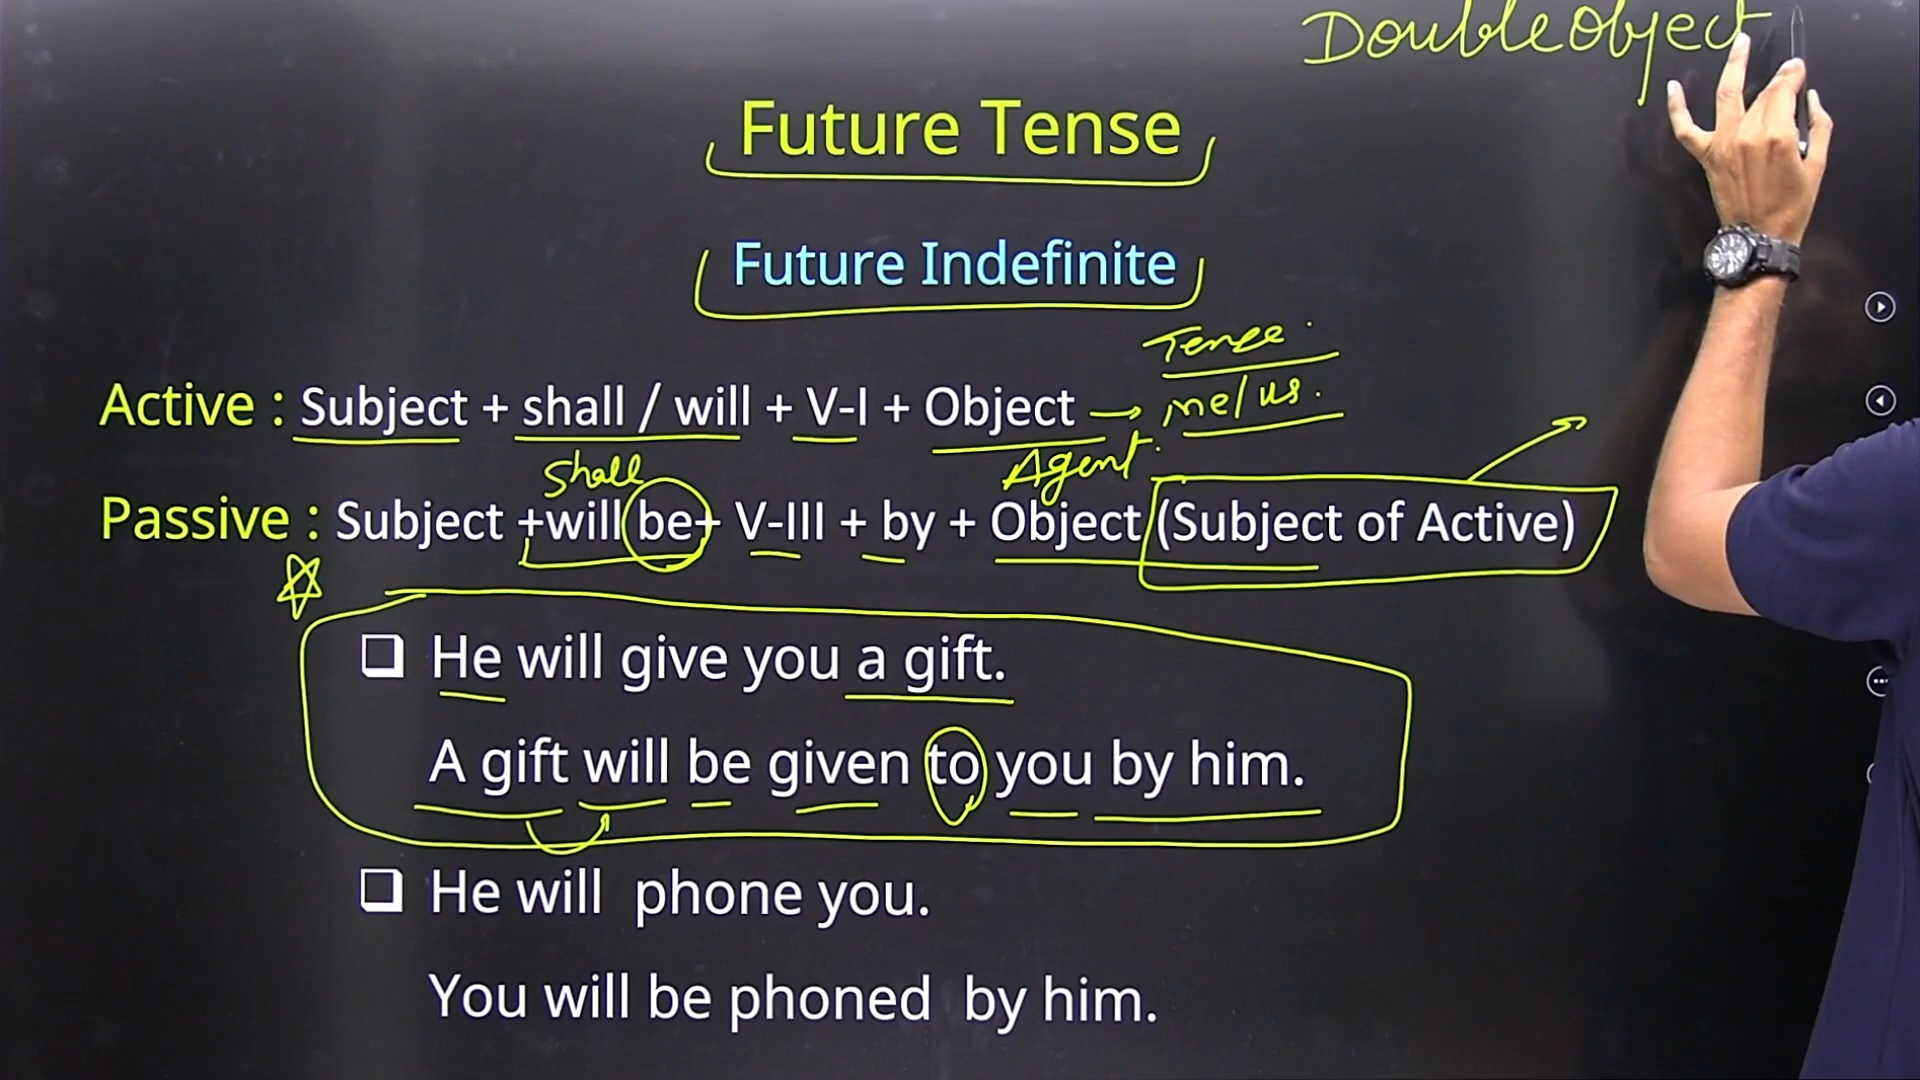 Double object
Future Tense
Future Indefinite
Tense.
Active : Subject + shall / will + V-I + Object → me/us.
Shall Agent.
Passive : Subject +will be+ V-III + by + Object (Subject of Active)
❑ He will give you a gift.
A gift will be given to you by him.
❑ He will phone you.
You will be phoned by him.